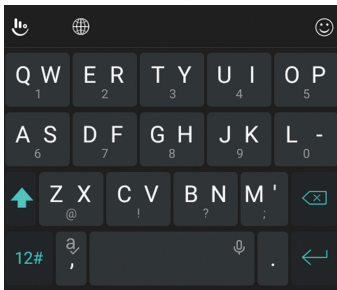 Q W E R T Y U I O P
1 2 3 4 5
A S D F G H J K L -
6 7 8 9 0
Z X C V B N M '
@ ! ? ;
12# a , .